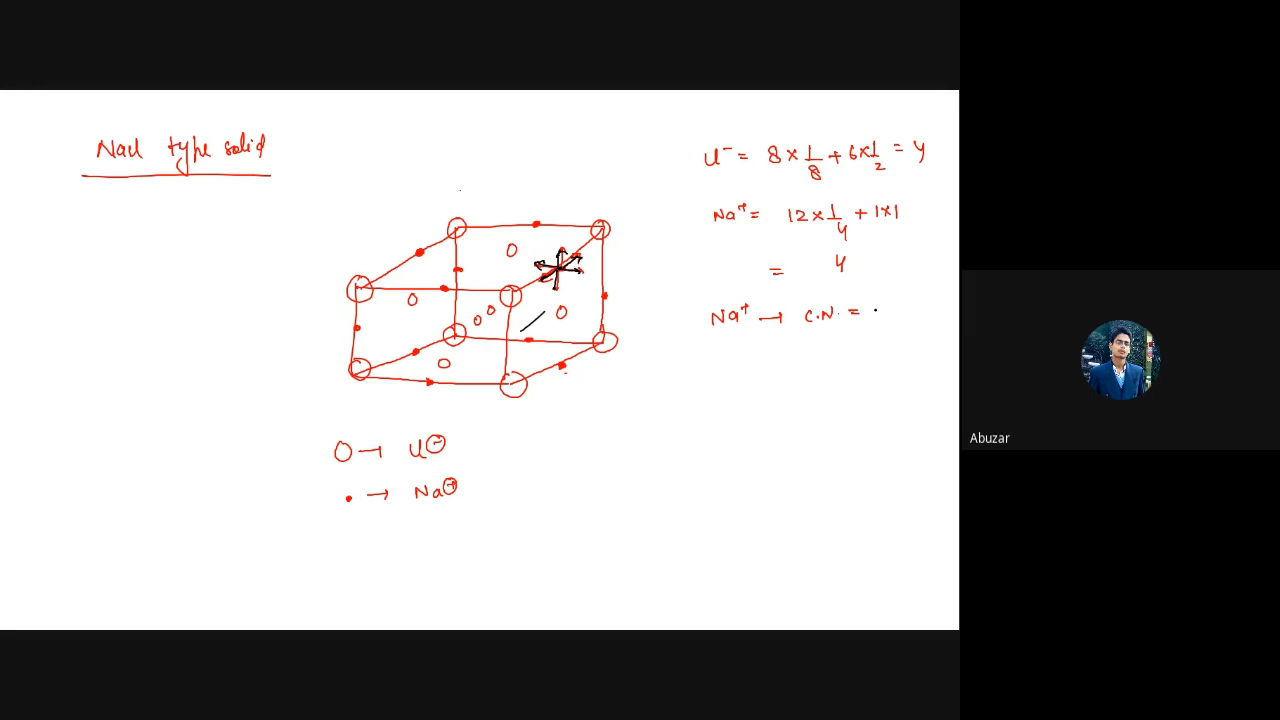 NaCl type solid
Cl⁻ = 8 × 1/8 + 6 × 1/2 = 4
Na⁺ = 12 × 1/4 + 1×1
= 4
Na⁺ → C.N. =
O → Cl⊖
• → Na⊕
Abuzar